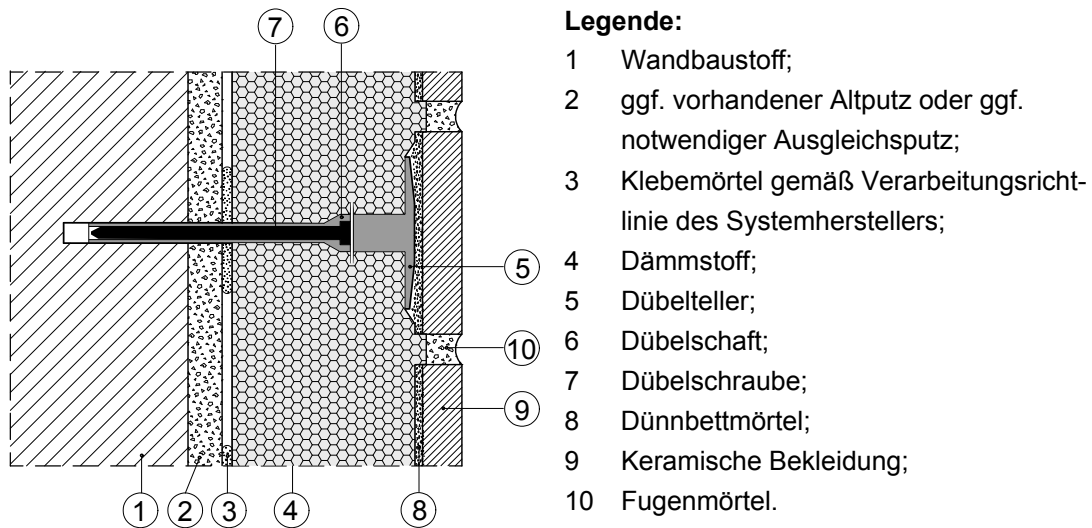 7 6
5
10
9
1 2 3 4 8
Legende:
1 Wandbaustoff;
2 ggf. vorhandener Altputz oder ggf.
notwendiger Ausgleichsputz;
3 Klebemörtel gemäß Verarbeitungsricht-
linie des Systemherstellers;
4 Dämmstoff;
5 Dübelteller;
6 Dübelschaft;
7 Dübelschraube;
8 Dünnbettmörtel;
9 Keramische Bekleidung;
10 Fugenmörtel.